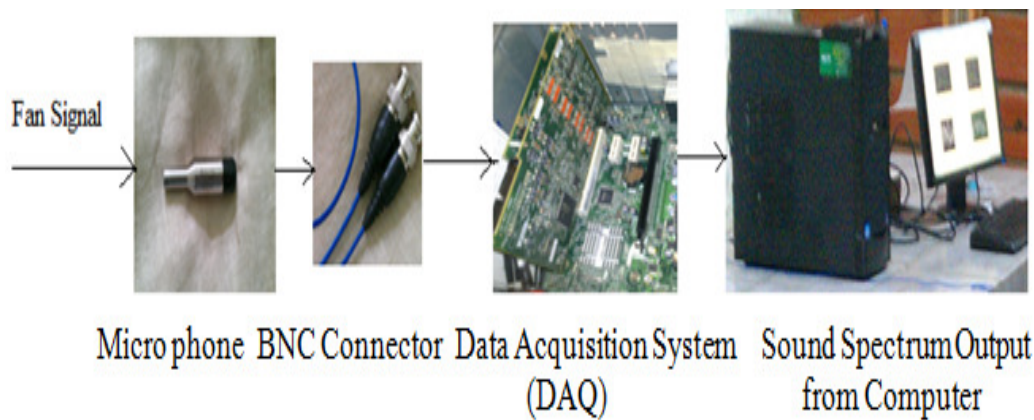 Fan Signal
Micro phone
BNC Connector
Data Acquisition System
(DAQ)
Sound Spectrum Output
from Computer